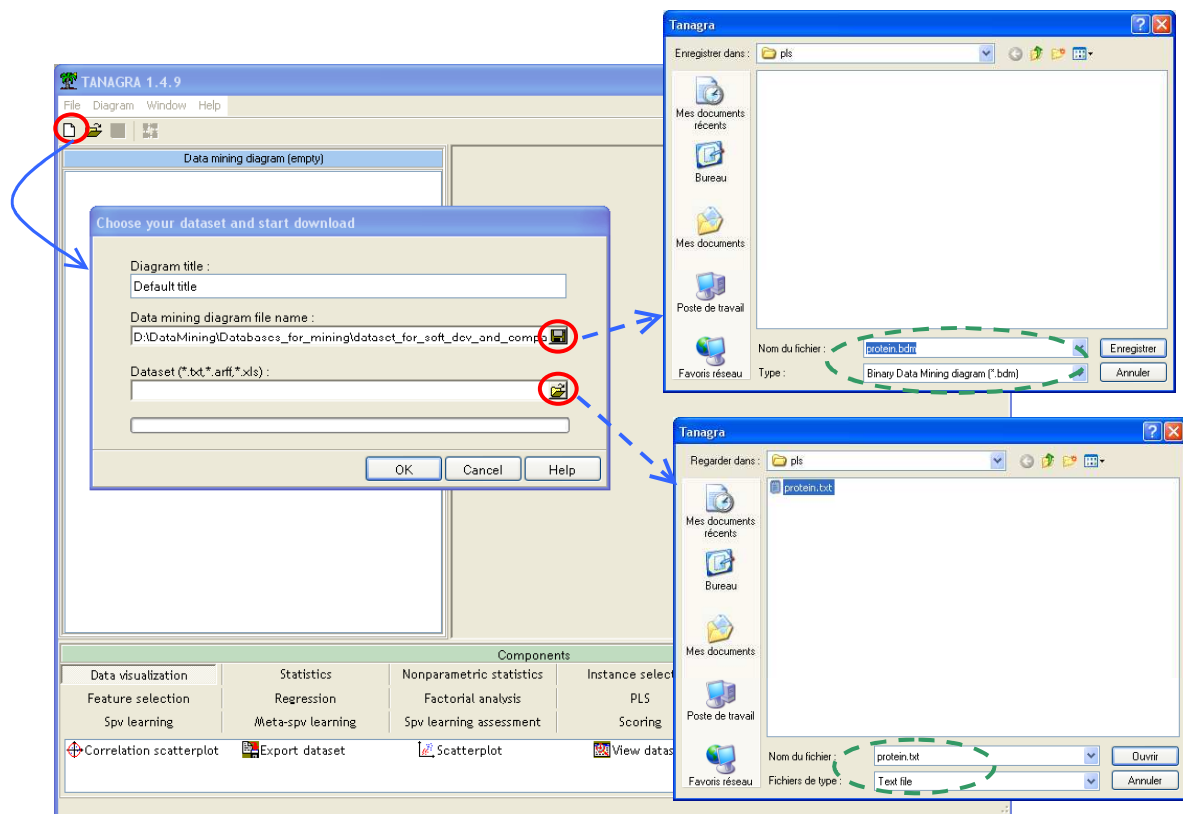 TANAGRA 1.4.9
File Diagram Window Help
Data mining diagram (empty)
Choose your dataset and start download
Diagram title :
Default title
Data mining diagram file name :
D:\DataMining\Databases_for_mining\dataset_for_soft_dev_and_compa
Dataset (*.txt,*.arff,*.xls) :
OK Cancel Help
Components
Data visualization Statistics Nonparametric statistics Instance select
Feature selection Regression Factorial analysis PLS
Spv learning Meta-spv learning Spv learning assessment Scoring
Correlation scatterplot Export dataset Scatterplot View datas
Tanagra
Enregistrer dans : pls
Mes documents
récents
Bureau
Mes documents
Poste de travail
Favoris réseau
Nom du fichier : protein.bdm Enregistrer
Type : Binary Data Mining diagram (*.bdm) Annuler
Tanagra
Regarder dans : pls
protein.txt
Mes documents
récents
Bureau
Mes documents
Poste de travail
Favoris réseau
Nom du fichier : protein.txt Ouvrir
Fichiers de type : Text file Annuler